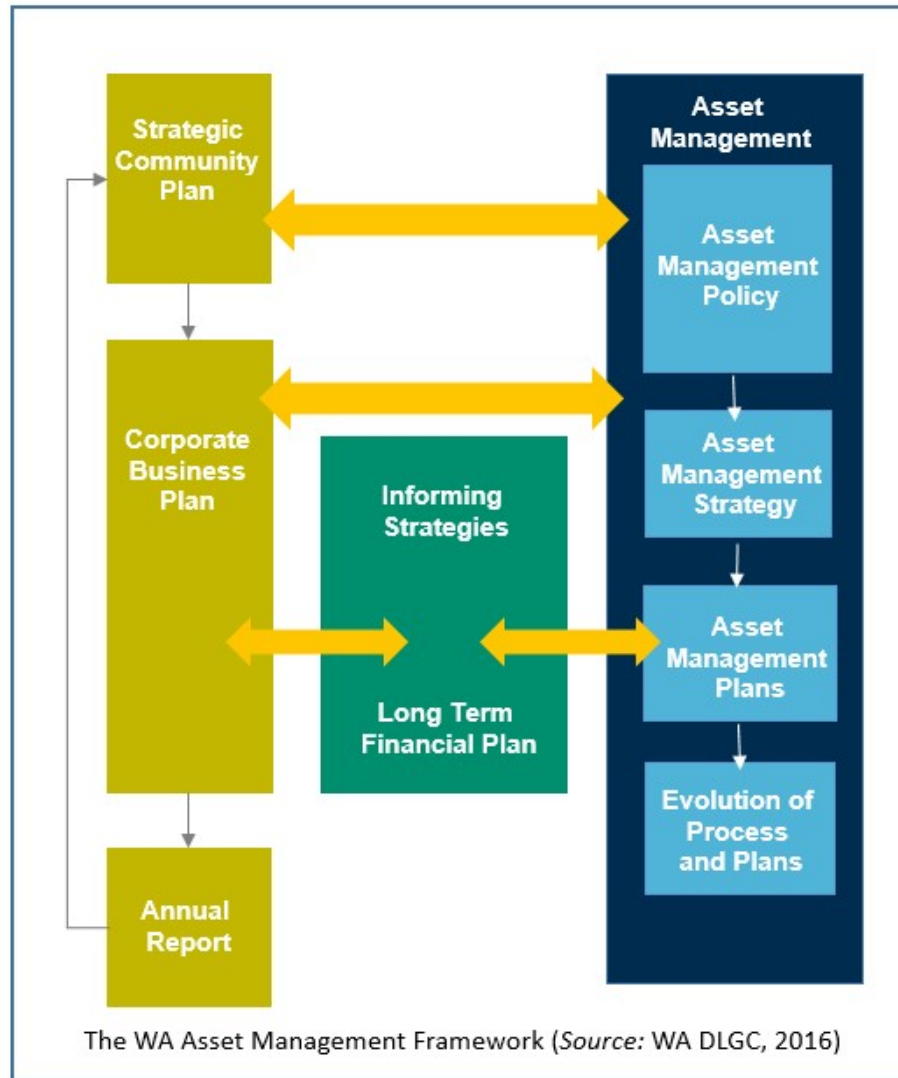 Strategic
Community
Plan
Corporate
Business
Plan
Annual
Report
Informing
Strategies
Long Term
Financial Plan
Asset
Management
Asset
Management
Policy
Asset
Management
Strategy
Asset
Management
Plans
Evolution of
Process
and Plans
The WA Asset Management Framework (Source: WA DLGC, 2016)